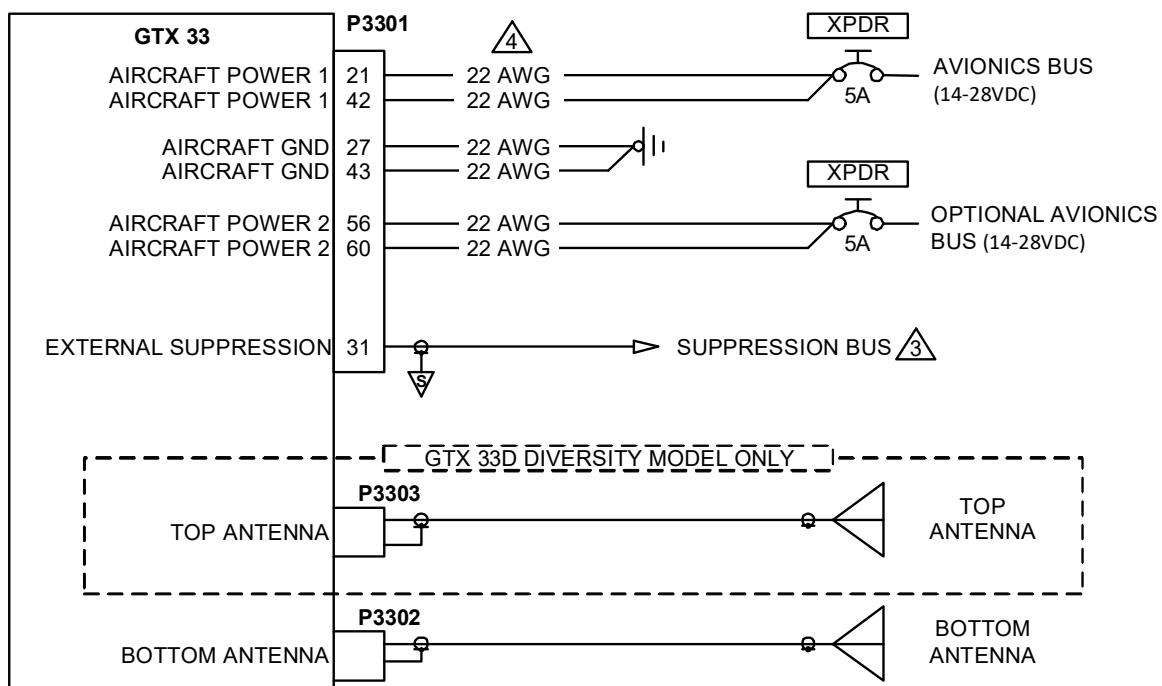 GTX 33
P3301
4
XPDR
AIRCRAFT POWER 1 21 22 AWG
AIRCRAFT POWER 1 42 22 AWG
5A
AVIONICS BUS
(14-28VDC)
AIRCRAFT GND 27 22 AWG
AIRCRAFT GND 43 22 AWG
XPDR
AIRCRAFT POWER 2 56 22 AWG
AIRCRAFT POWER 2 60 22 AWG
5A
OPTIONAL AVIONICS
BUS (14-28VDC)
EXTERNAL SUPPRESSION 31 SUPPRESSION BUS 3
S
GTX 33D DIVERSITY MODEL ONLY
P3303
TOP ANTENNA
TOP
ANTENNA
P3302
BOTTOM ANTENNA
BOTTOM
ANTENNA